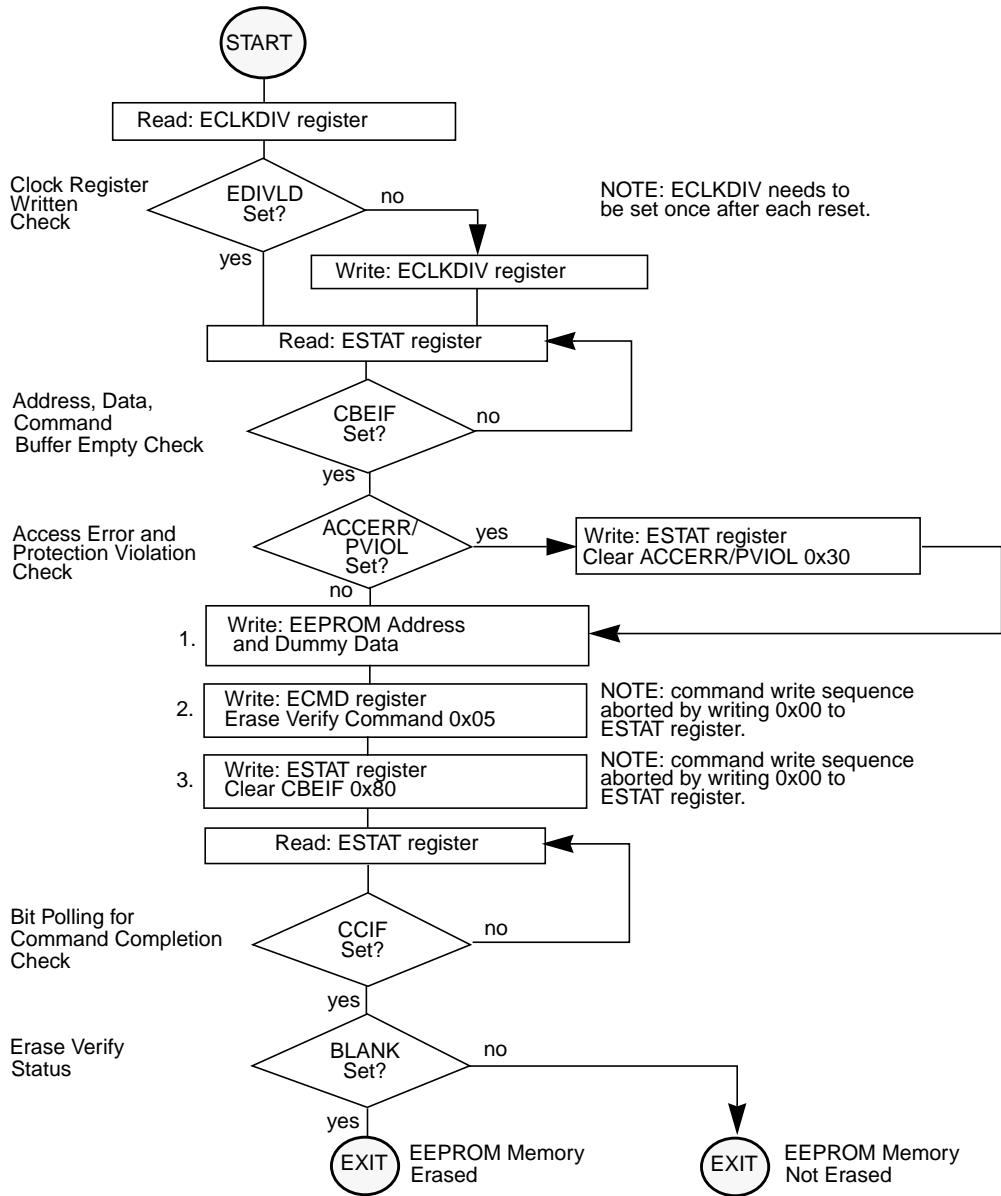 START
Read: ECLKDIV register
Clock Register
Written
Check
EDIVLD
Set?
no
yes
NOTE: ECLKDIV needs to
be set once after each reset.
Write: ECLKDIV register
Read: ESTAT register
Address, Data,
Command
Buffer Empty Check
CBEIF
Set?
no
yes
Access Error and
Protection Violation
Check
ACCERR/
PVIOL
Set?
yes
no
Write: ESTAT register
Clear ACCERR/PVIOL 0x30
1.
Write: EEPROM Address
and Dummy Data
2.
Write: ECMD register
Erase Verify Command 0x05
NOTE: command write sequence
aborted by writing 0x00 to
ESTAT register.
3.
Write: ESTAT register
Clear CBEIF 0x80
NOTE: command write sequence
aborted by writing 0x00 to
ESTAT register.
Read: ESTAT register
Bit Polling for
Command Completion
Check
CCIF
Set?
no
yes
Erase Verify
Status
BLANK
Set?
no
yes
EXIT
EEPROM Memory
Erased
EXIT
EEPROM Memory
Not Erased